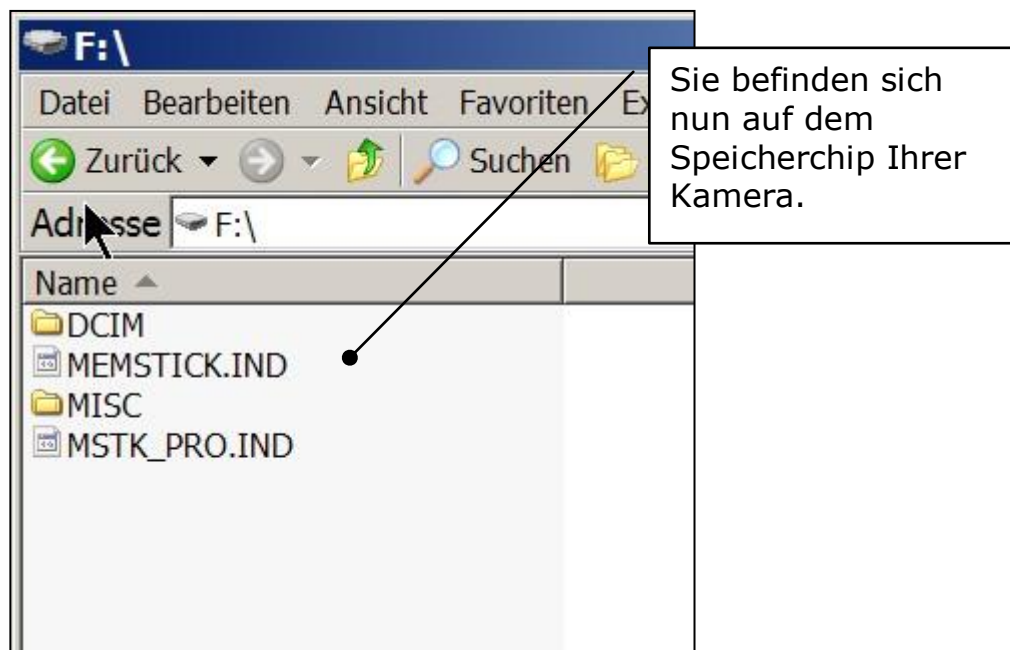 F:\
Datei Bearbeiten Ansicht Favoriten Ex
Zurück Suchen
Adresse F:\
Name
DCIM
MEMSTICK.IND
MISC
MSTK_PRO.IND
Sie befinden sich
nun auf dem
Speicherchip Ihrer
Kamera.